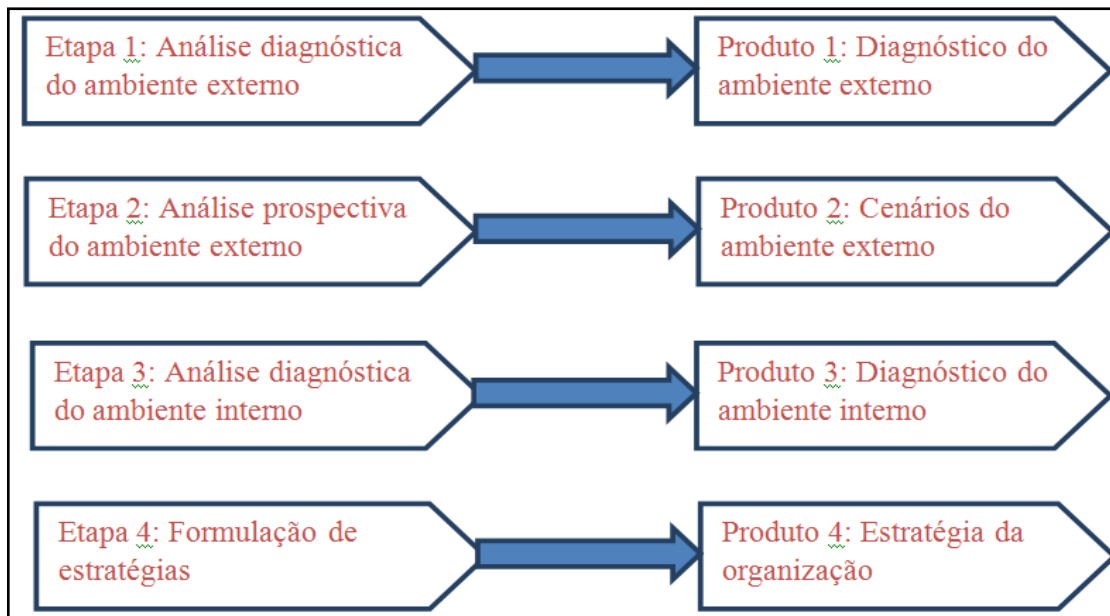 Etapa 1: Análise diagnóstica
do ambiente externo
Produto 1: Diagnóstico do
ambiente externo
Etapa 2: Análise prospectiva
do ambiente externo
Produto 2: Cenários do
ambiente externo
Etapa 3: Análise diagnóstica
do ambiente interno
Produto 3: Diagnóstico do
ambiente interno
Etapa 4: Formulação de
estratégias
Produto 4: Estratégia da
organização